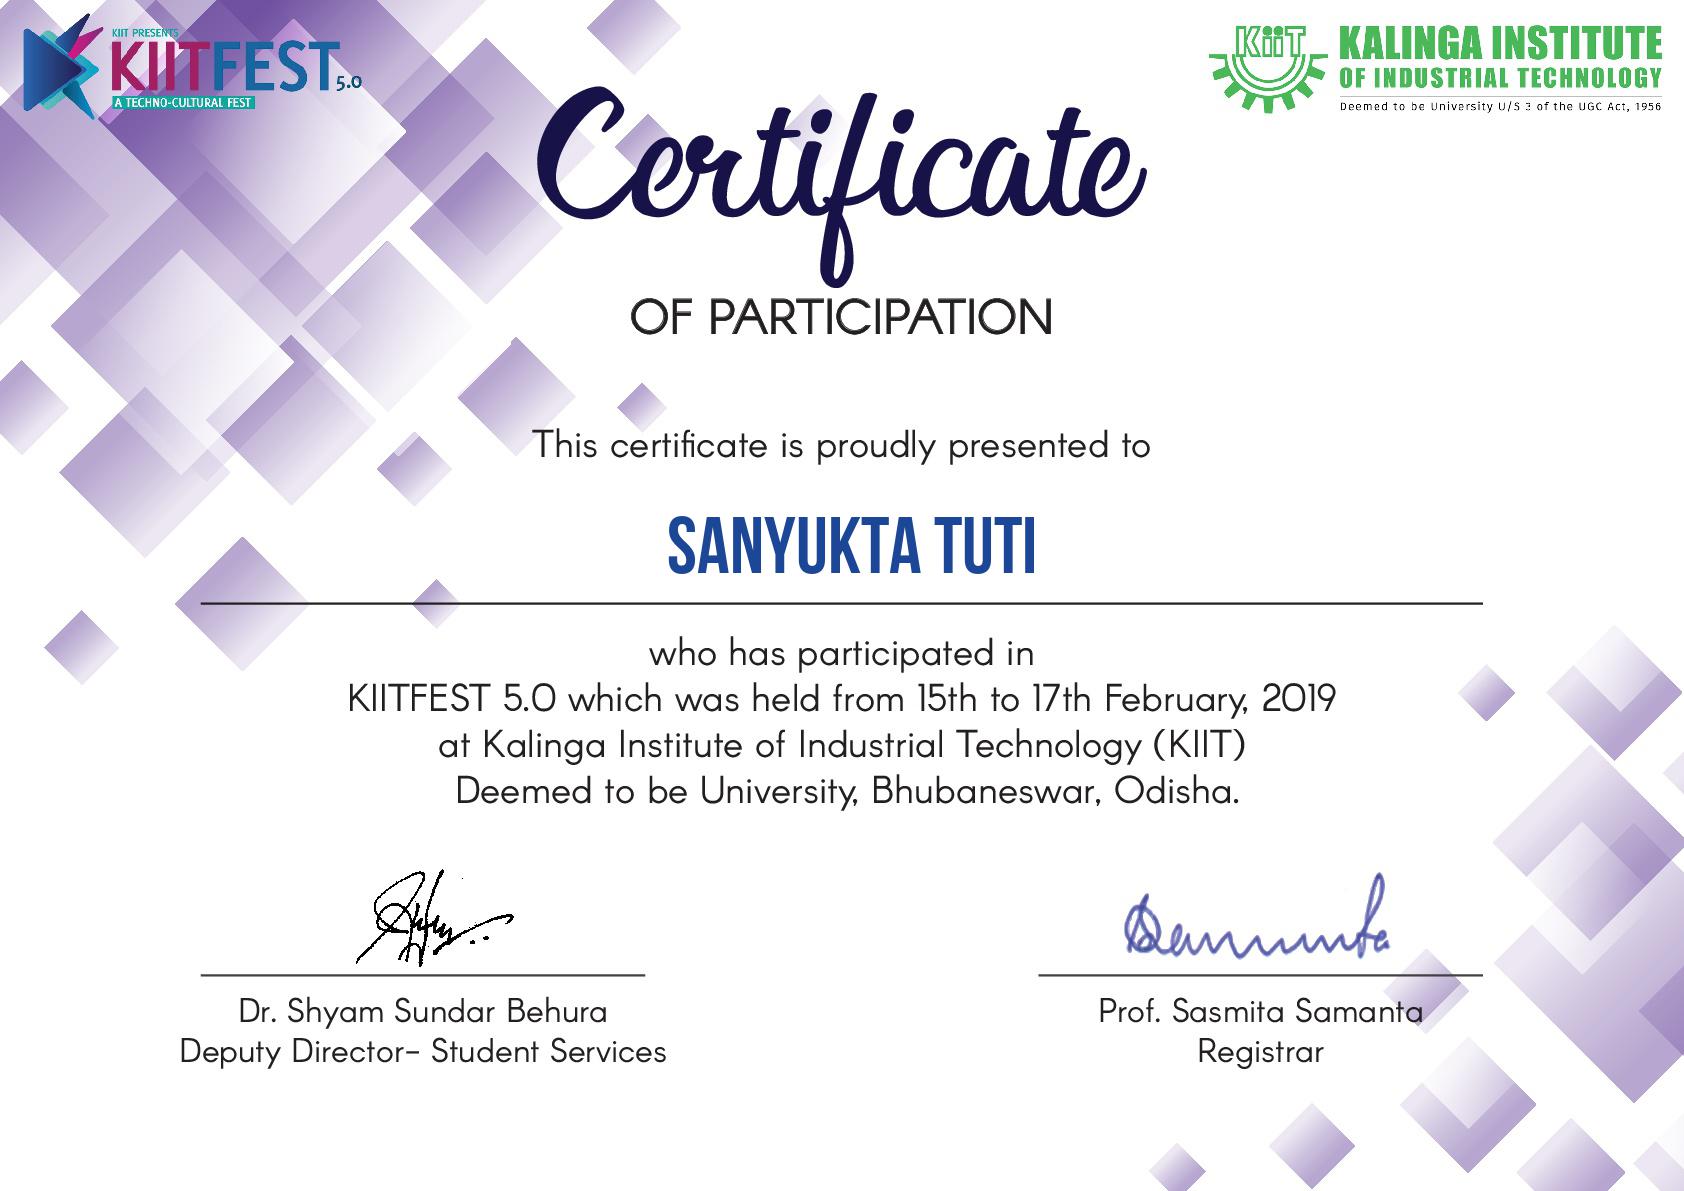 KIIT PRESENTS
KIITFEST 5.0
A TECHNO-CULTURAL FEST
KiiT
KALINGA INSTITUTE
OF INDUSTRIAL TECHNOLOGY
Deemed to be University U/S 3 of the UGC Act, 1956
Certificate
OF PARTICIPATION
This certificate is proudly presented to
SANYUKTA TUTI
who has participated in
KIITFEST 5.0 which was held from 15th to 17th February, 2019
at Kalinga Institute of Industrial Technology (KIIT)
Deemed to be University, Bhubaneswar, Odisha.
Dr. Shyam Sundar Behura
Deputy Director- Student Services
Prof. Sasmita Samanta
Registrar